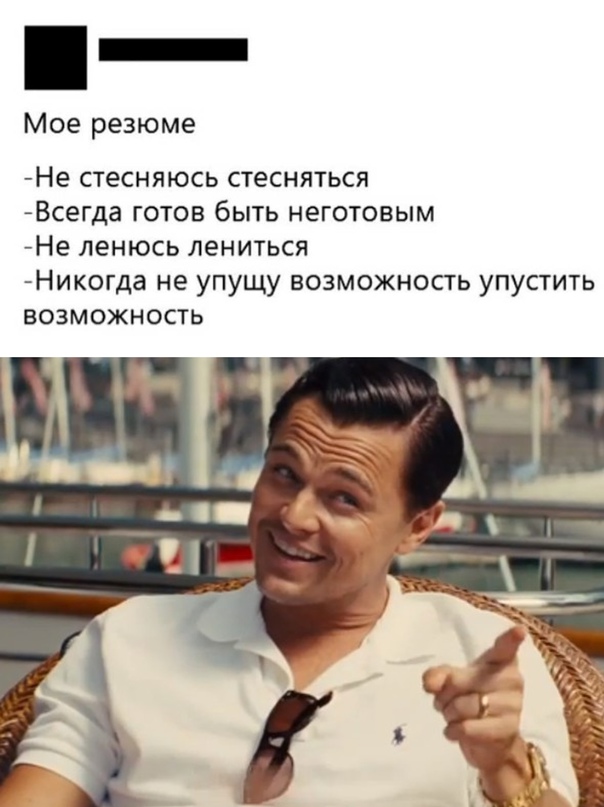 Мое резюме
-Не стесняюсь стесняться
-Всегда готов быть неготовым
-Не ленюсь лениться
-Никогда не упущу возможность упустить
возможность